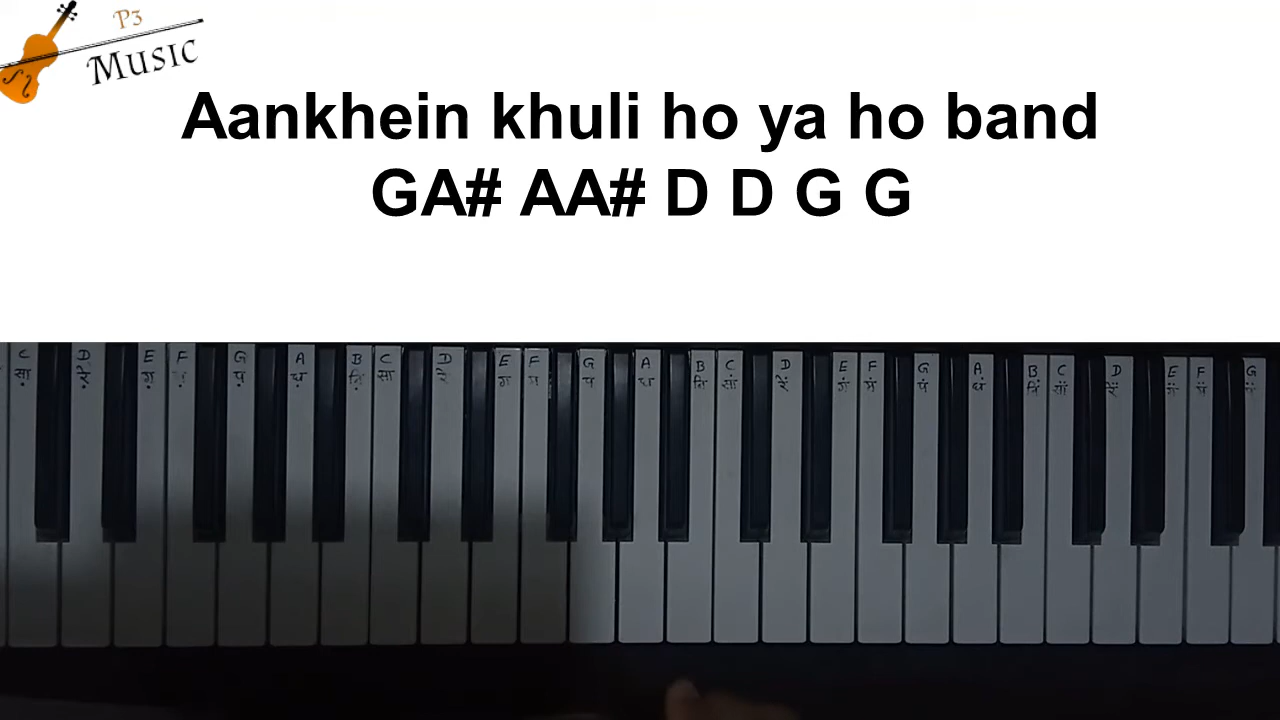 P3
Music
Aankhein khuli ho ya ho band
GA# AA# D D G G
C D E F G A B C D E F G A B C D E F G A B C D E F G